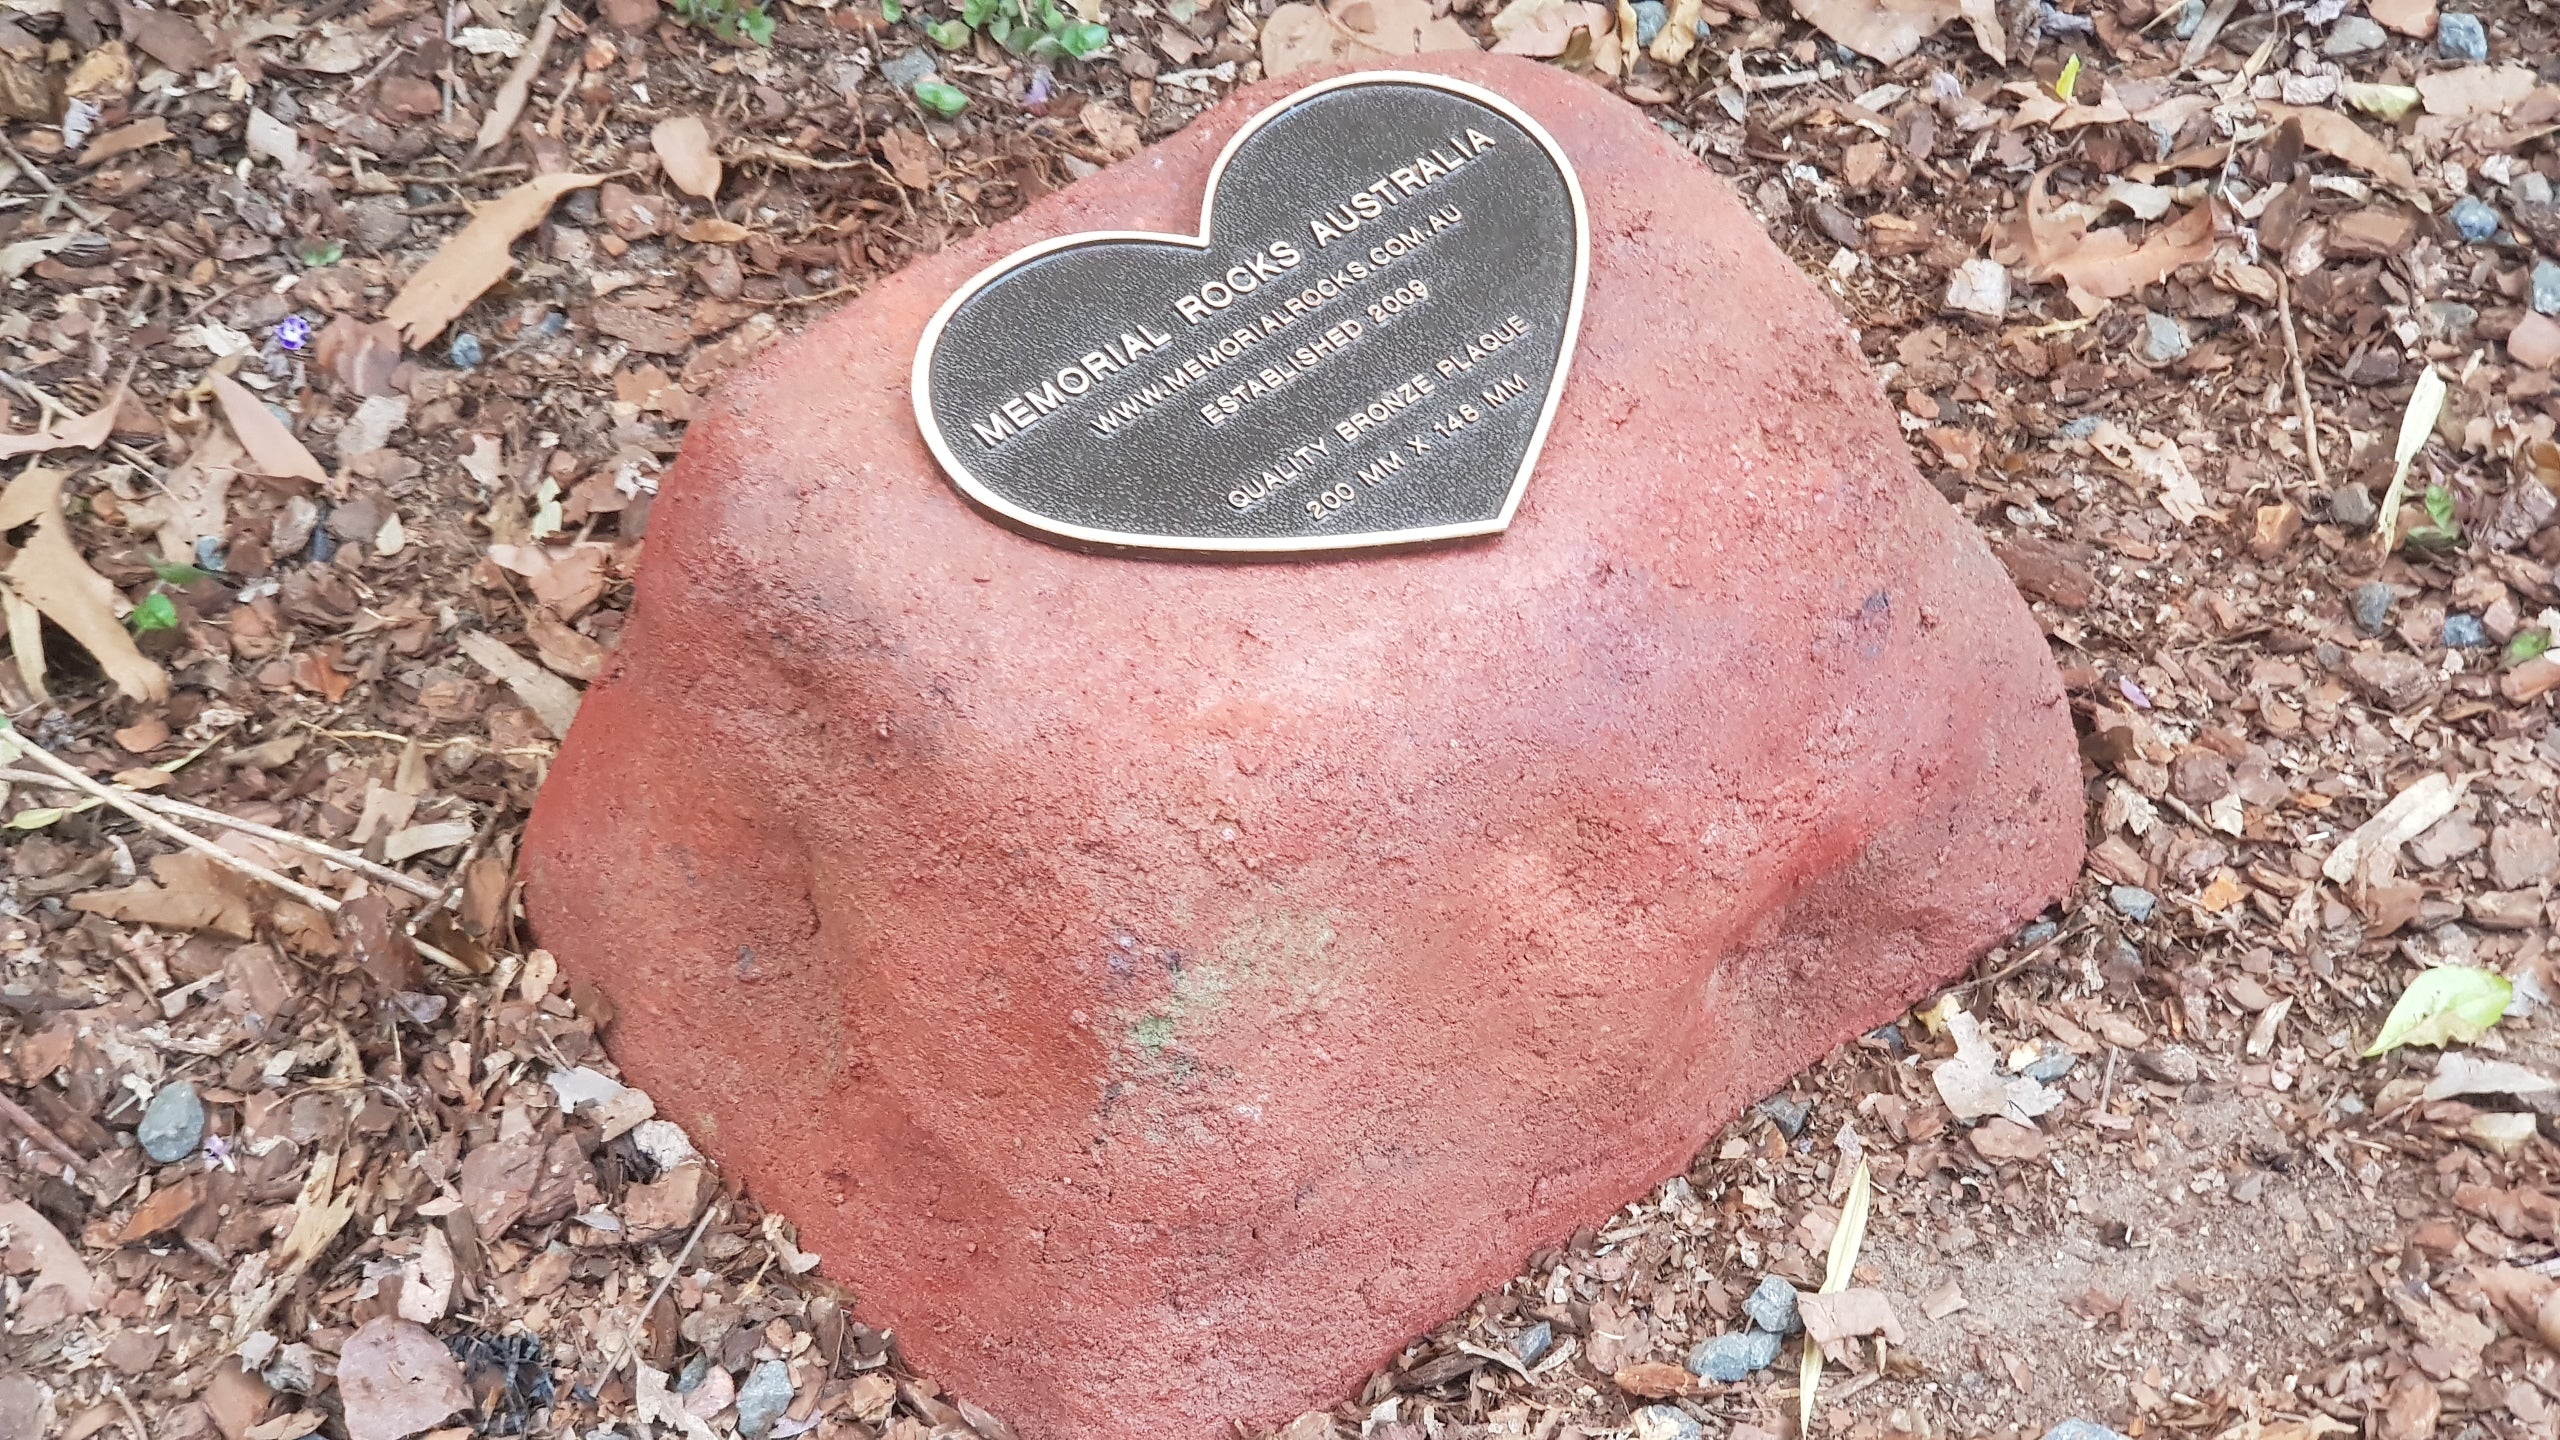 MEMORIAL ROCKS AUSTRALIA
WWW.MEMORIALROCKS.COM.AU
ESTABLISHED 2009
QUALITY BRONZE PLAQUE
200 MM X 148 MM